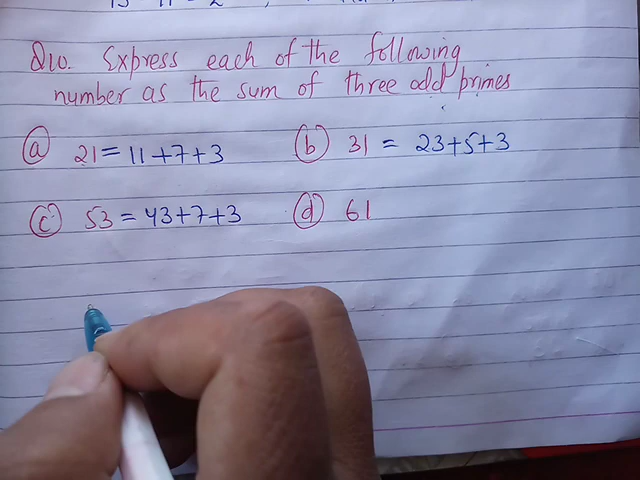 Q10. Express each of the following
number as the sum of three odd primes
(a) 21 = 11+7+3 (b) 31 = 23+5+3
(c) 53 = 43+7+3 (d) 61